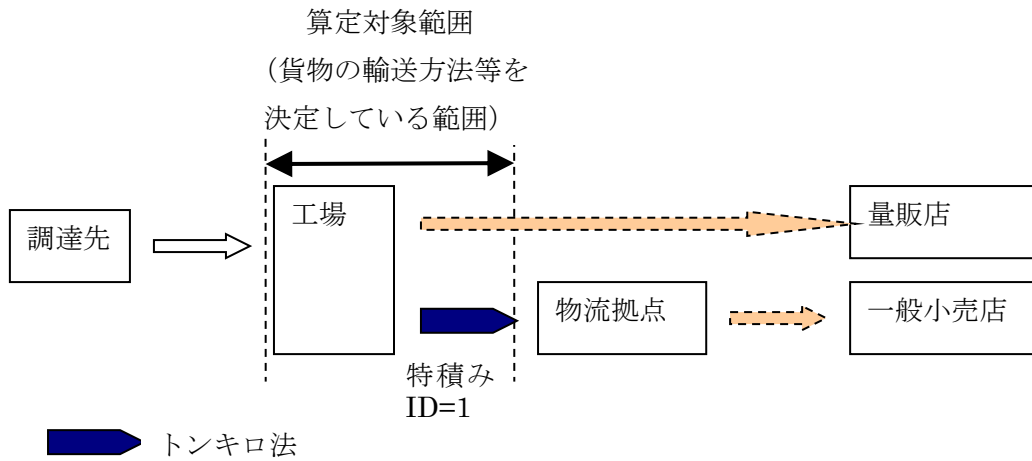 算定対象範囲
（貨物の輸送方法等を
決定している範囲）
調達先
工場
量販店
物流拠点
一般小売店
特積み
ID=1
トンキロ法